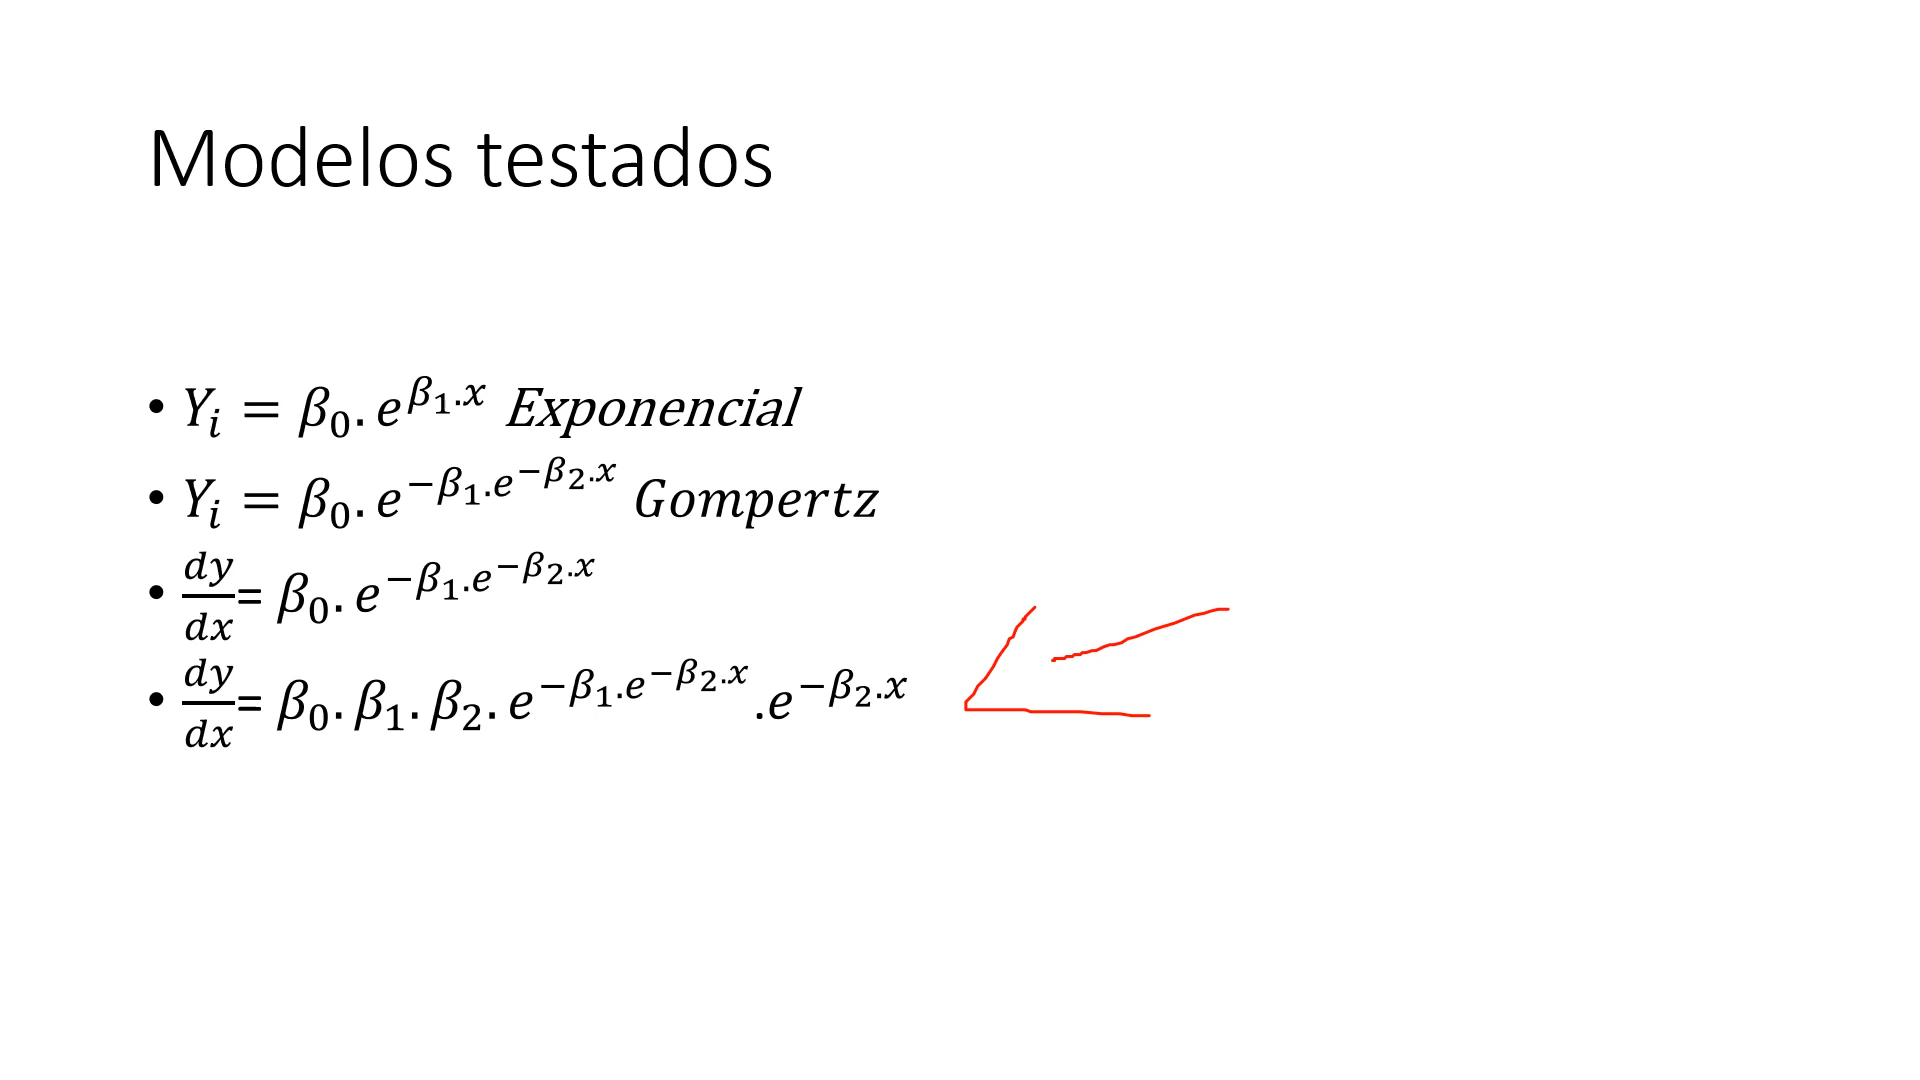 Modelos testados
• Yᵢ = β₀. e^(β₁.x) Exponencial
• Yᵢ = β₀. e^(−β₁.e^(−β₂.x)) Gompertz
• dy/dx= β₀. e^(−β₁.e^(−β₂.x))
• dy/dx= β₀. β₁. β₂. e^(−β₁.e^(−β₂.x)) .e^(−β₂.x)